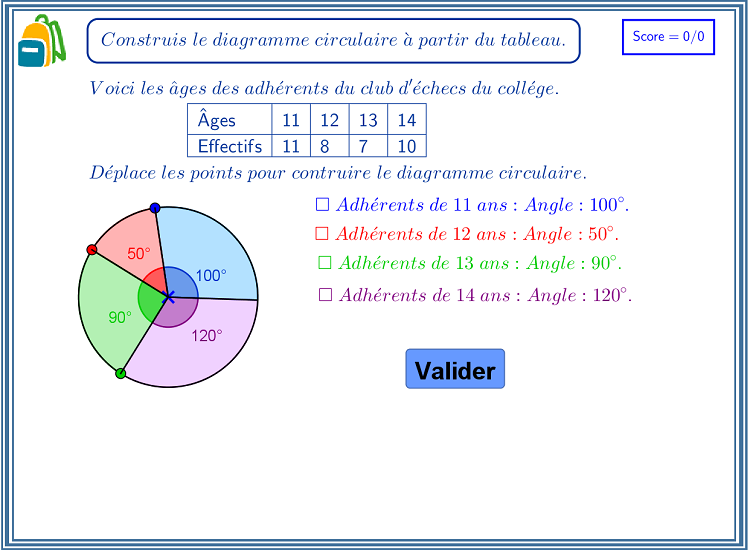 Construis le diagramme circulaire à partir du tableau.
Score = 0/0
Voici les âges des adhérents du club d'échecs du collége.
Âges 11 12 13 14
Effectifs 11 8 7 10
Déplace les points pour contruire le diagramme circulaire.
☐ Adhérents de 11 ans : Angle : 100°.
☐ Adhérents de 12 ans : Angle : 50°.
☐ Adhérents de 13 ans : Angle : 90°.
☐ Adhérents de 14 ans : Angle : 120°.
50°
100°
90°
120°
Valider